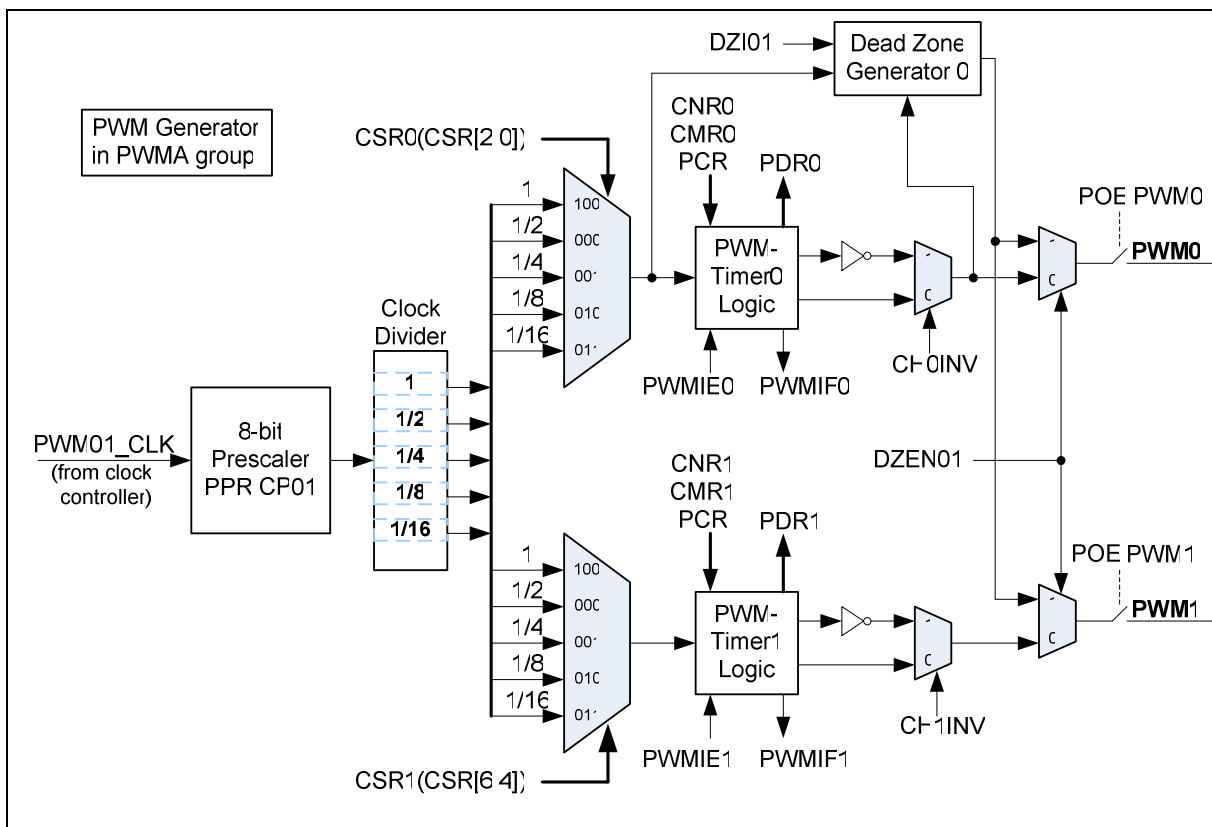 PWM Generator
in PWMA group
DZI01
Dead Zone
Generator 0
CSR0(CSR[2 0])
CNR0
CMR0
PCR
PDR0
1
1/2
1/4
1/8
1/16
100
000
001
010
011
PWM-
Timer0
Logic
0
CH0INV
PWMIE0
PWMIF0
0
POE PWM0
PWM0
Clock
Divider
1
1/2
1/4
1/8
1/16
PWM01_CLK
(from clock
controller)
8-bit
Prescaler
PPR CP01
DZEN01
CNR1
CMR1
PCR
PDR1
1
1/2
1/4
1/8
1/16
100
000
001
010
011
PWM-
Timer1
Logic
0
CH1INV
PWMIE1
PWMIF1
0
POE PWM1
PWM1
CSR1(CSR[6 4])